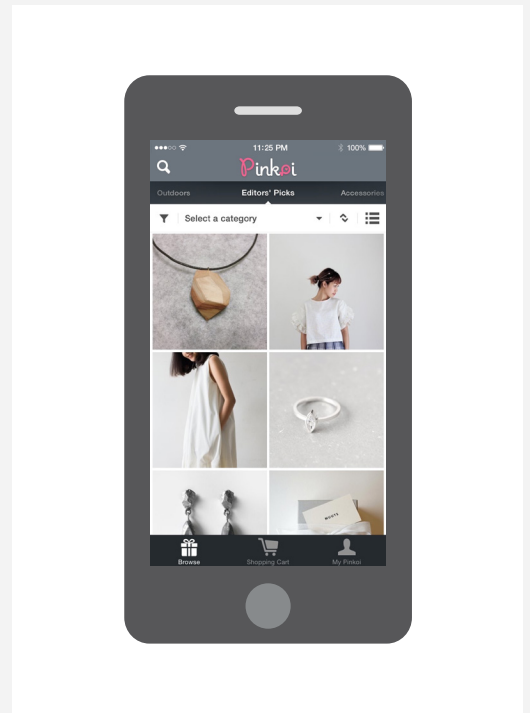 11:25 PM
100%
Pinkoi
Outdoors
Editors' Picks
Accessories
Select a category
Browse
Shopping Cart
My Pinkoi